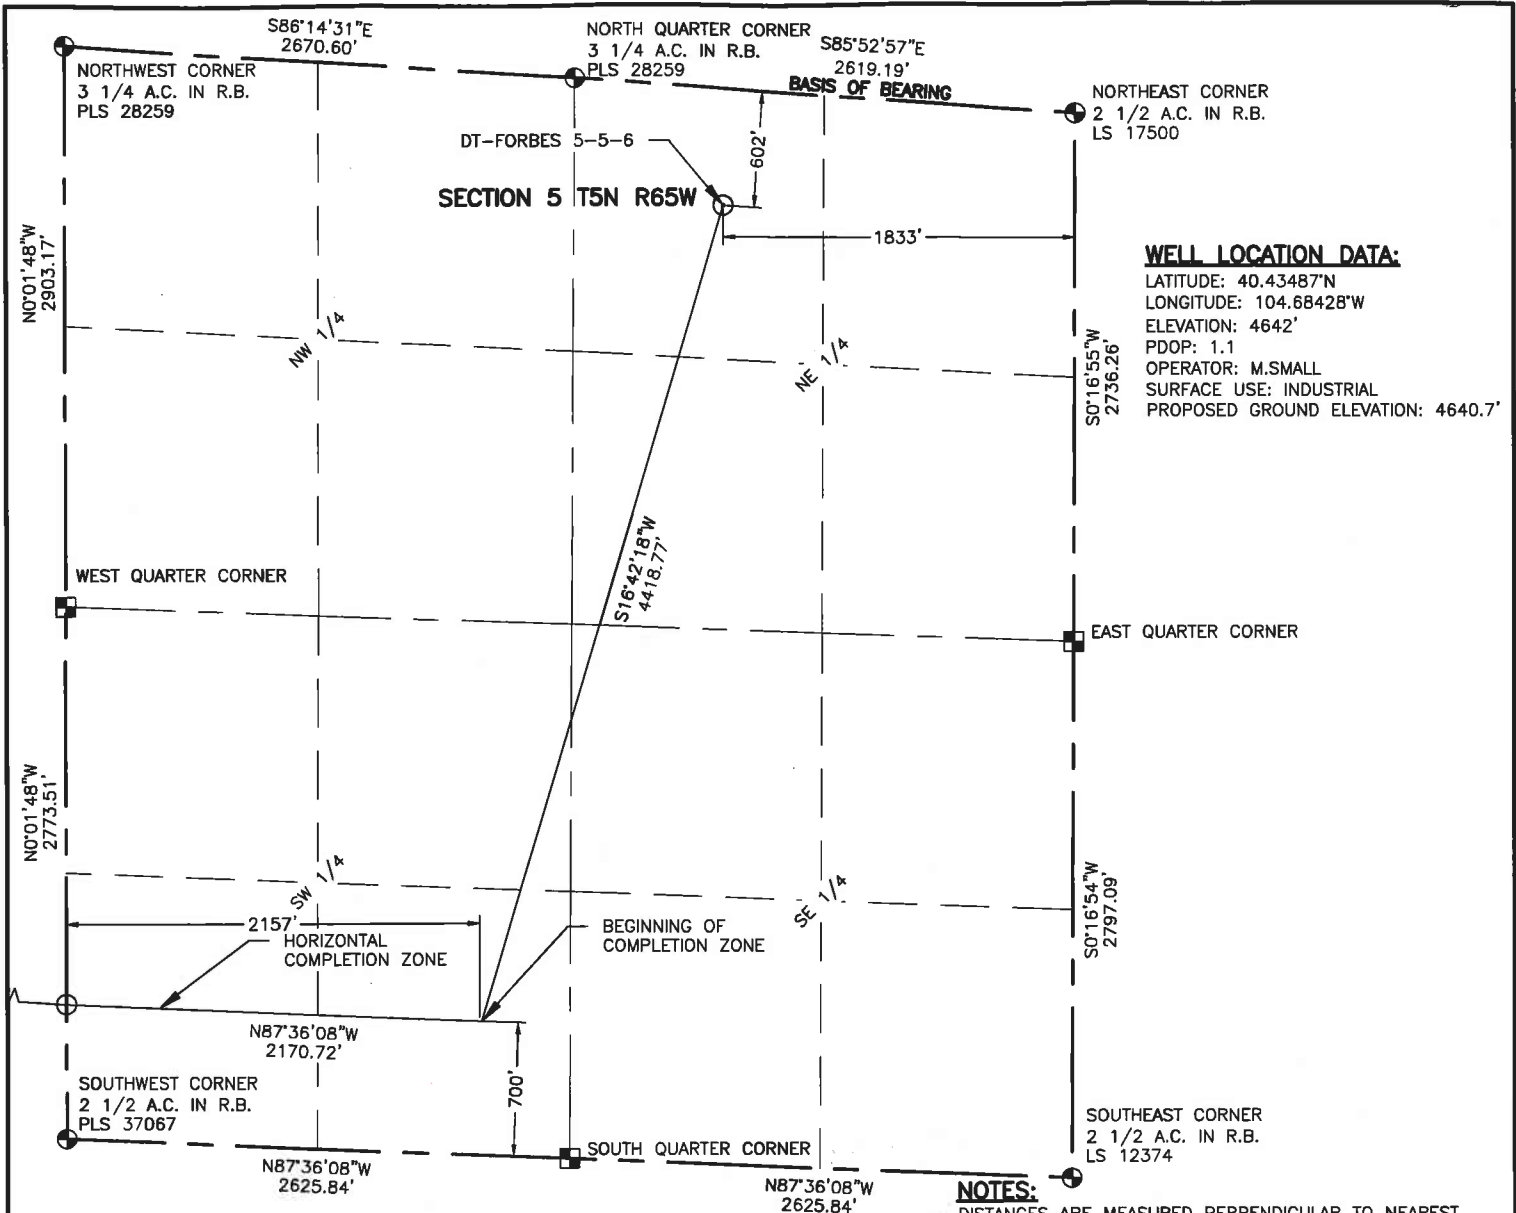 S86°14'31"E
2670.60'
NORTH QUARTER CORNER
3 1/4 A.C. IN R.B.
PLS 28259
S85°52'57"E
2619.19'
BASIS OF BEARING
NORTHWEST CORNER
3 1/4 A.C. IN R.B.
PLS 28259
NORTHEAST CORNER
2 1/2 A.C. IN R.B.
LS 17500
DT-FORBES 5-5-6
602'
SECTION 5 T5N R65W
1833'
N0°01'48"W
2903.17'
WELL LOCATION DATA:
LATITUDE: 40.43487°N
LONGITUDE: 104.68428°W
ELEVATION: 4642'
PDOP: 1.1
OPERATOR: M.SMALL
SURFACE USE: INDUSTRIAL
PROPOSED GROUND ELEVATION: 4640.7'
NW 1/4
NE 1/4
S0°16'55"W
2736.26'
S16°42'18"W
4418.77'
WEST QUARTER CORNER
EAST QUARTER CORNER
N0°01'48"W
2773.51'
SW 1/4
SE 1/4
S0°16'54"W
2797.09'
2157'
HORIZONTAL
COMPLETION ZONE
BEGINNING OF
COMPLETION ZONE
N87°36'08"W
2170.72'
700'
SOUTHWEST CORNER
2 1/2 A.C. IN R.B.
PLS 37067
SOUTH QUARTER CORNER
SOUTHEAST CORNER
2 1/2 A.C. IN R.B.
LS 12374
N87°36'08"W
2625.84'
N87°36'08"W
2625.84'
NOTES:
DISTANCES ARE MEASURED PERPENDICULAR TO NEAREST